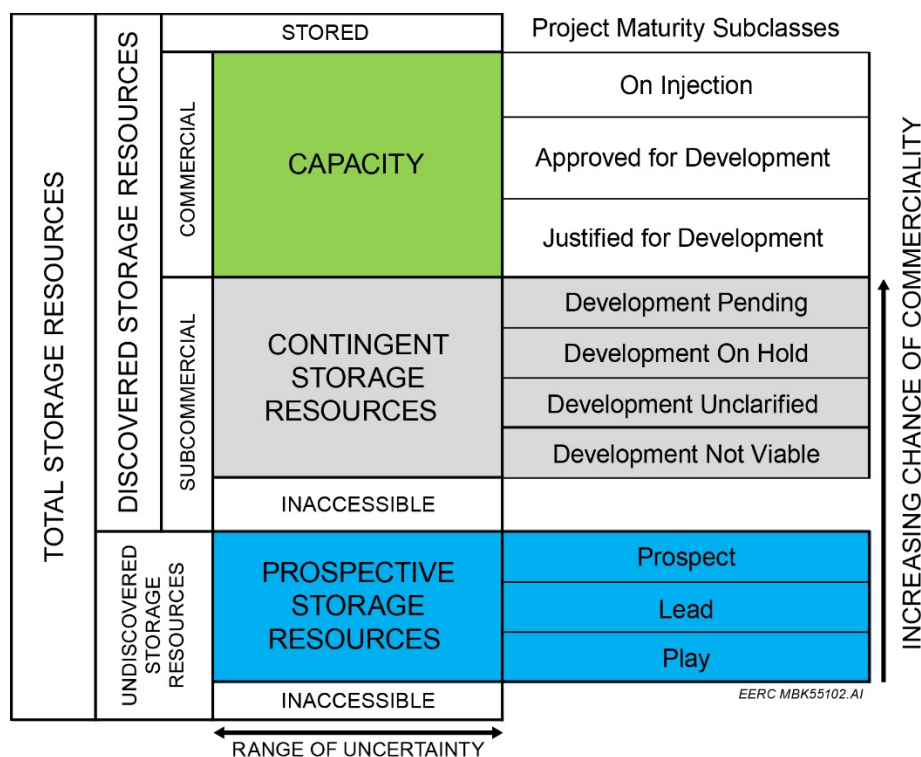 TOTAL STORAGE RESOURCES
DISCOVERED STORAGE RESOURCES
UNDISCOVERED
STORAGE
RESOURCES
COMMERCIAL
SUBCOMMERCIAL
STORED
CAPACITY
CONTINGENT
STORAGE
RESOURCES
INACCESSIBLE
PROSPECTIVE
STORAGE
RESOURCES
INACCESSIBLE
RANGE OF UNCERTAINTY
Project Maturity Subclasses
On Injection
Approved for Development
Justified for Development
Development Pending
Development On Hold
Development Unclarified
Development Not Viable
Prospect
Lead
Play
EERC MBK55102.AI
INCREASING CHANCE OF COMMERCIALITY